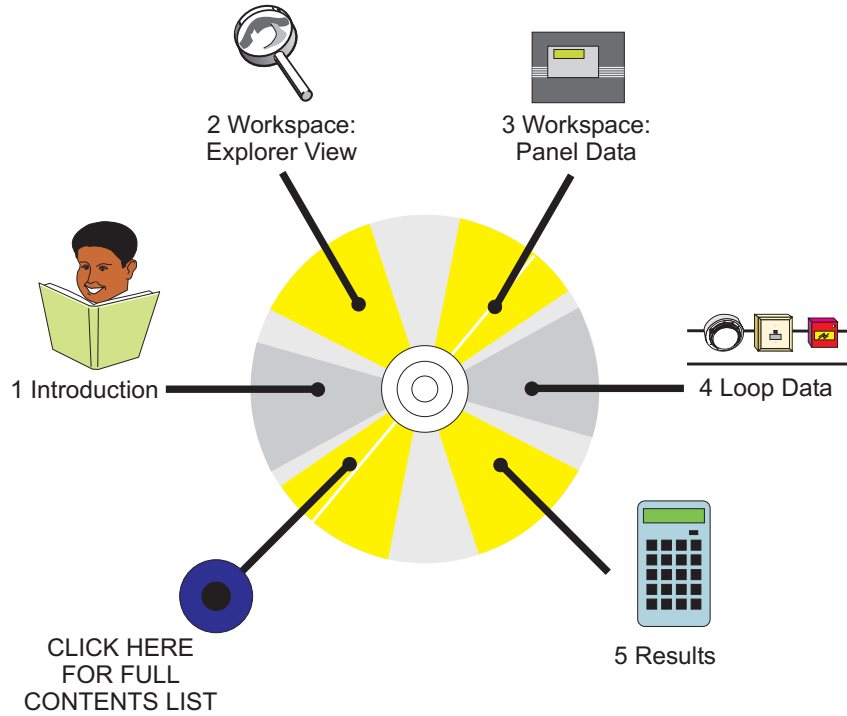 2 Workspace:
Explorer View
3 Workspace:
Panel Data
1 Introduction
4 Loop Data
5 Results
CLICK HERE
FOR FULL
CONTENTS LIST